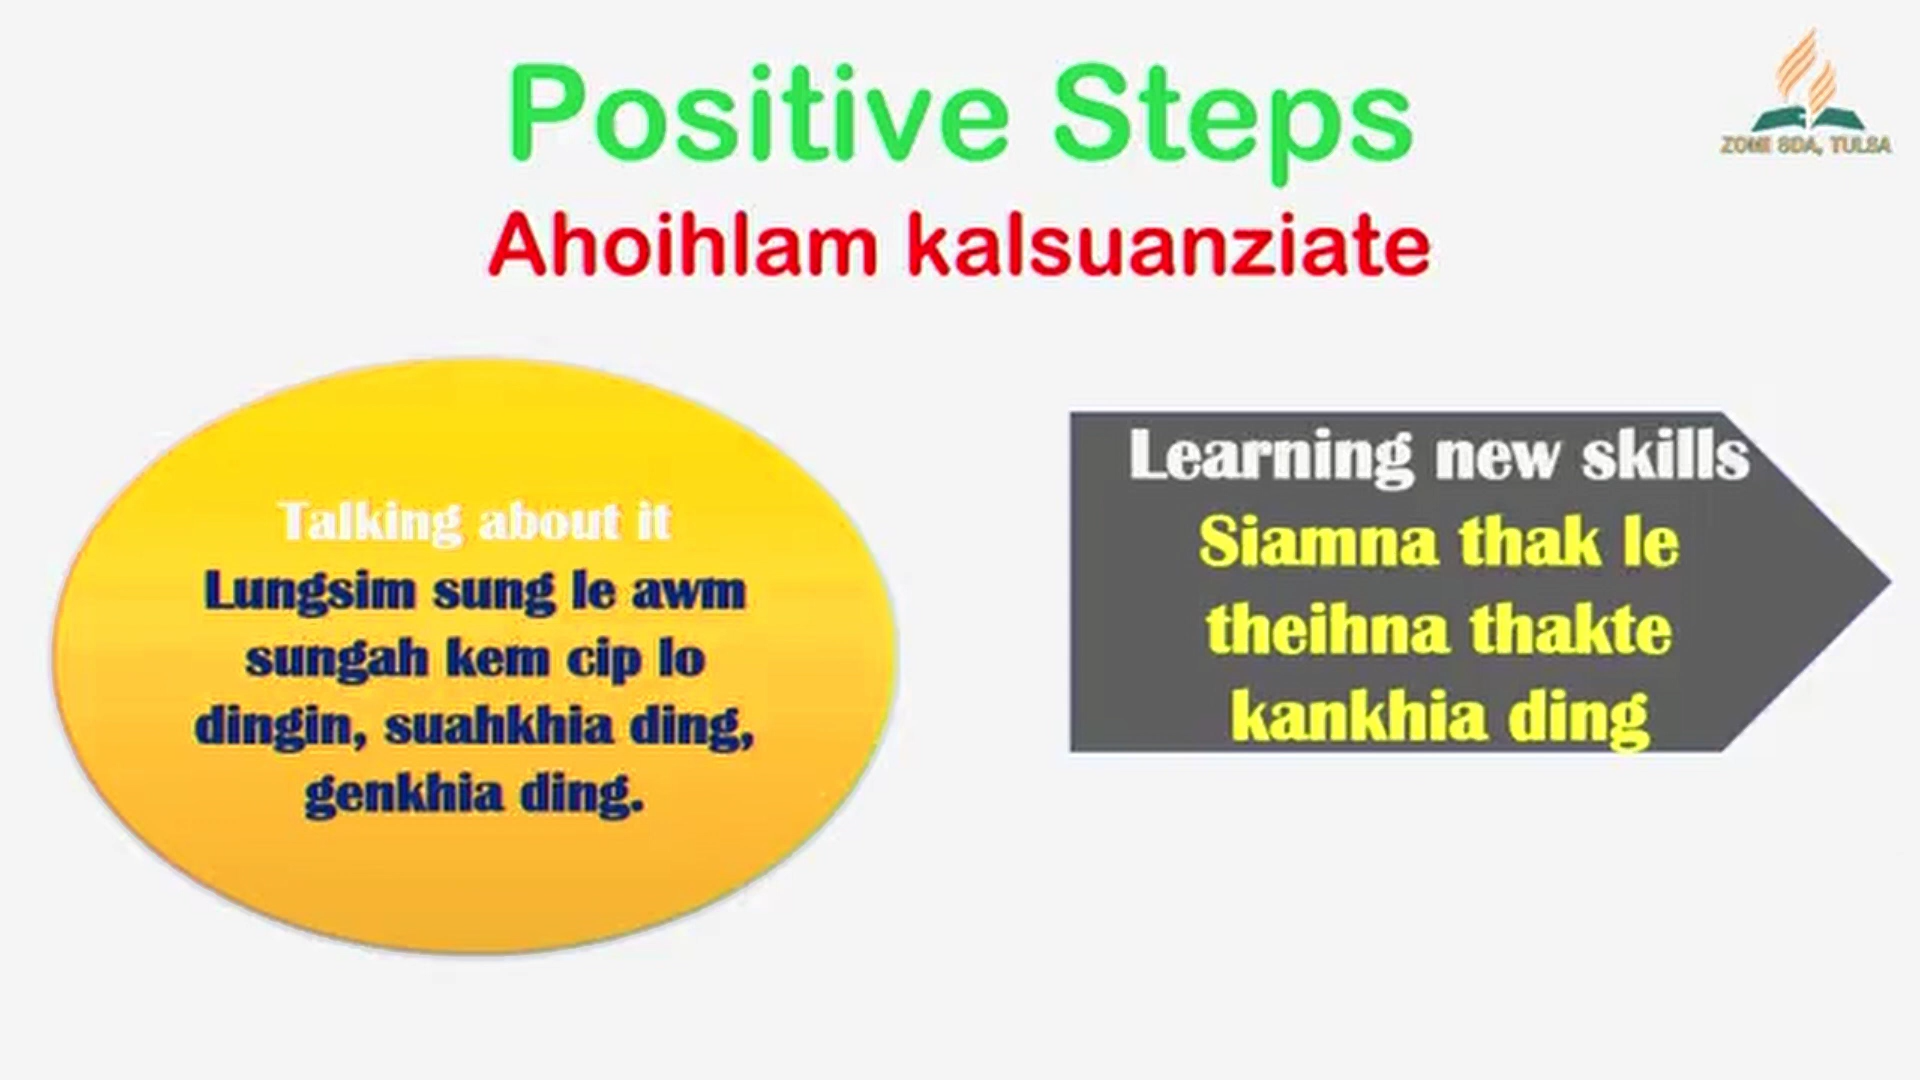 Positive Steps
ZOMI SDA, TULSA
Ahoihlam kalsuanziate
Talking about it
Lungsim sung le awm
sungah kem cip lo
dingin, suahkhia ding,
genkhia ding.
Learning new skills
Siamna thak le
theihna thakte
kankhia ding